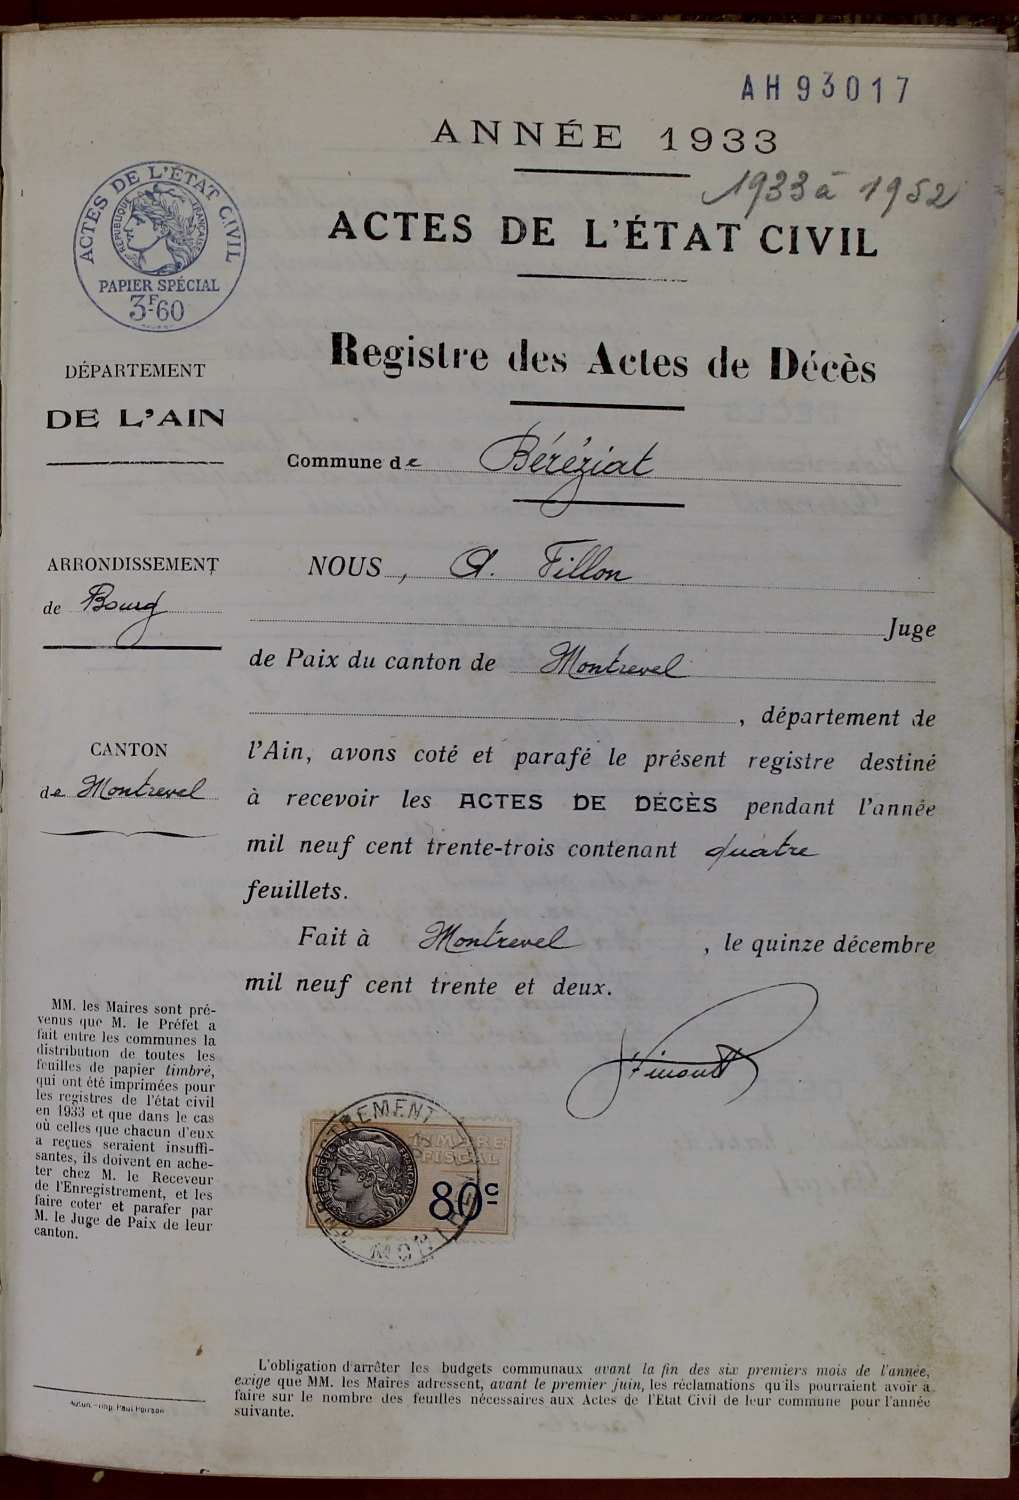 AH93017
ANNÉE 1933
1933 à 1952
ACTES DE L'ÉTAT CIVIL
ACTES DE L'ÉTAT CIVIL
RÉPUBLIQUE FRANÇAISE
PAPIER SPÉCIAL
3F.60
Registre des Actes de Décès
DÉPARTEMENT
DE L'AIN
Commune de Béréziat
ARRONDISSEMENT
de Bourg
NOUS, A. Fillon
Juge
de Paix du canton de Montrevel
, département de
CANTON
de Montrevel
l'Ain, avons coté et parafé le présent registre destiné
à recevoir les ACTES DE DÉCÈS pendant l'année
mil neuf cent trente-trois contenant quatre
feuillets.
Fait à Montrevel, le quinze décembre
mil neuf cent trente et deux.
MM. les Maires sont pré-
venus que M. le Préfet a
fait entre les communes la
distribution de toutes les
feuilles de papier timbré,
qui ont été imprimées pour
les registres de l'état civil
en 1933 et que dans le cas
où celles que chacun d'eux
a reçues seraient insuffi-
santes, ils doivent en ache-
ter chez M. le Receveur
de l'Enregistrement, et les
faire coter et parafer par
M. le Juge de Paix de leur
canton.
TIMBRE
FISCAL
80c
L'obligation d'arrêter les budgets communaux avant la fin des six premiers mois de l'année,
exige que MM. les Maires adressent, avant le premier juin, les réclamations qu'ils pourraient avoir à
faire sur le nombre des feuilles nécessaires aux Actes de l'Etat Civil de leur commune pour l'année
suivante.